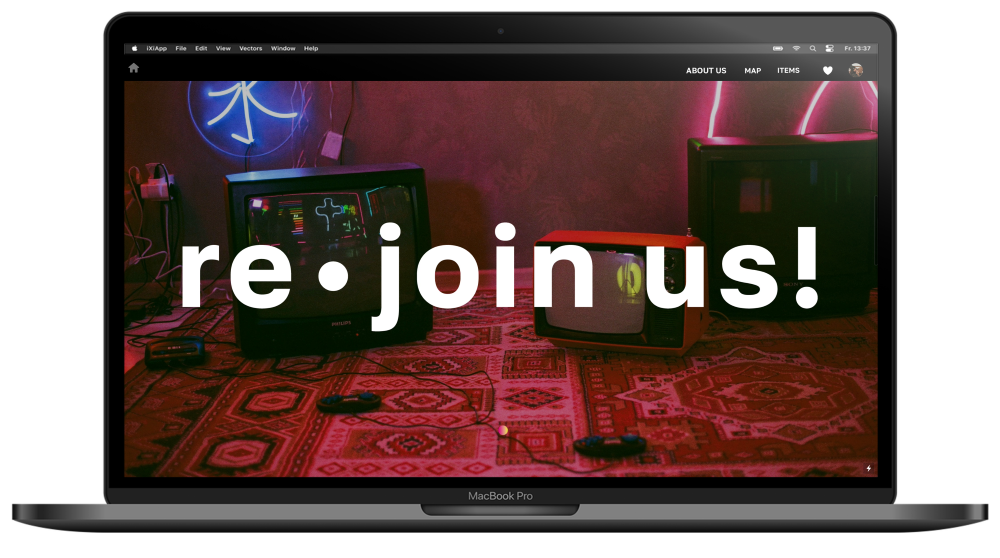 iXiApp File Edit View Vectors Window Help Fr. 13:37
ABOUT US MAP ITEMS
re•join us!
PHILIPS
MacBook Pro